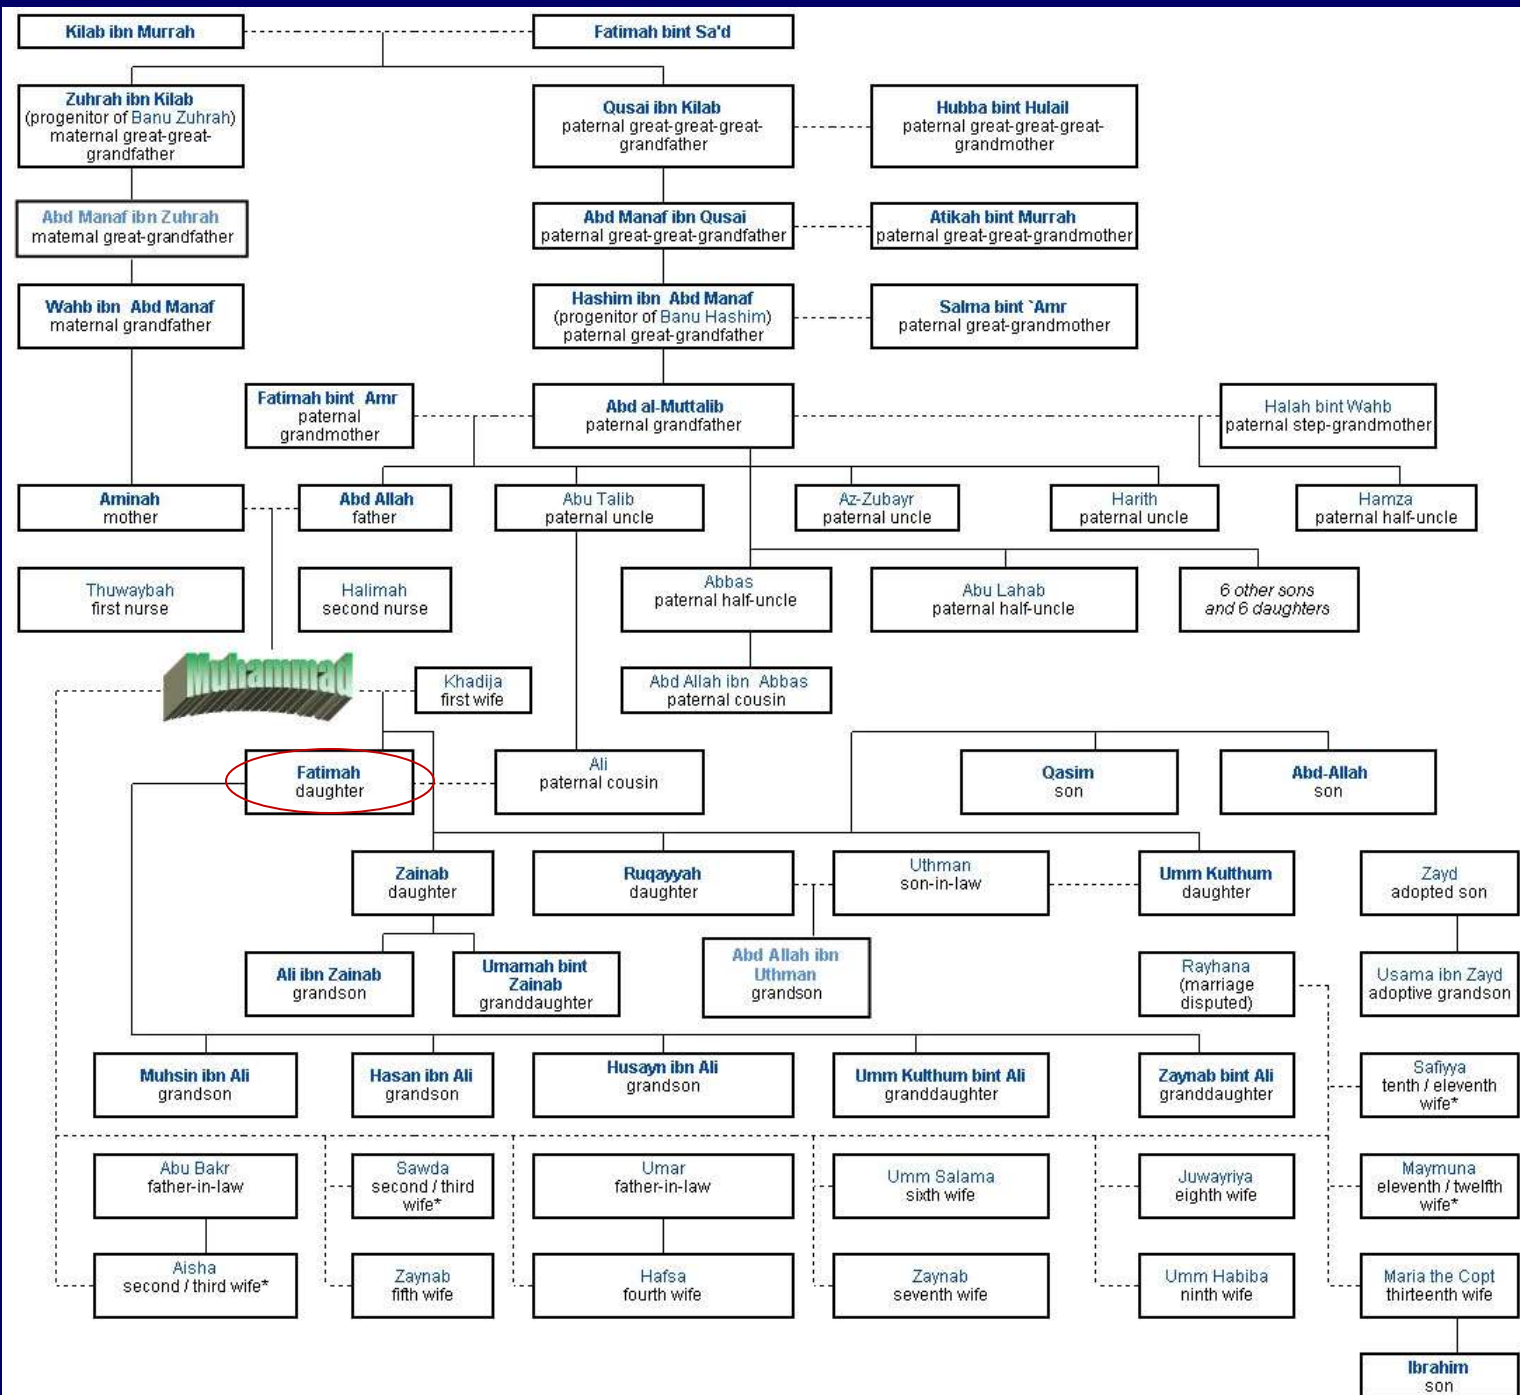 Kilab ibn Murrah
Fatimah bint Sa'd
Zuhrah ibn Kilab
(progenitor of Banu Zuhrah)
maternal great-great-
grandfather
Qusai ibn Kilab
paternal great-great-great-
grandfather
Hubba bint Hulail
paternal great-great-great-
grandmother
Abd Manaf ibn Zuhrah
maternal great-grandfather
Abd Manaf ibn Qusai
paternal great-great-grandfather
Atikah bint Murrah
paternal great-great-grandmother
Wahb ibn Abd Manaf
maternal grandfather
Hashim ibn Abd Manaf
(progenitor of Banu Hashim)
paternal great-grandfather
Salma bint `Amr
paternal great-grandmother
Fatimah bint Amr
paternal
grandmother
Abd al-Muttalib
paternal grandfather
Halah bint Wahb
paternal step-grandmother
Aminah
mother
Abd Allah
father
Abu Talib
paternal uncle
Az-Zubayr
paternal uncle
Harith
paternal uncle
Hamza
paternal half-uncle
Thuwaybah
first nurse
Halimah
second nurse
Abbas
paternal half-uncle
Abu Lahab
paternal half-uncle
6 other sons
and 6 daughters
Muhammad
Khadija
first wife
Abd Allah ibn Abbas
paternal cousin
Fatimah
daughter
Ali
paternal cousin
Qasim
son
Abd-Allah
son
Zainab
daughter
Ruqayyah
daughter
Uthman
son-in-law
Umm Kulthum
daughter
Zayd
adopted son
Ali ibn Zainab
grandson
Umamah bint
Zainab
granddaughter
Abd Allah ibn
Uthman
grandson
Rayhana
(marriage
disputed)
Usama ibn Zayd
adoptive grandson
Muhsin ibn Ali
grandson
Hasan ibn Ali
grandson
Husayn ibn Ali
grandson
Umm Kulthum bint Ali
granddaughter
Zaynab bint Ali
granddaughter
Safiyya
tenth / eleventh
wife*
Abu Bakr
father-in-law
Sawda
second / third
wife*
Umar
father-in-law
Umm Salama
sixth wife
Juwayriya
eighth wife
Maymuna
eleventh / twelfth
wife*
Aisha
second / third wife*
Zaynab
fifth wife
Hafsa
fourth wife
Zaynab
seventh wife
Umm Habiba
ninth wife
Maria the Copt
thirteenth wife
Ibrahim
son